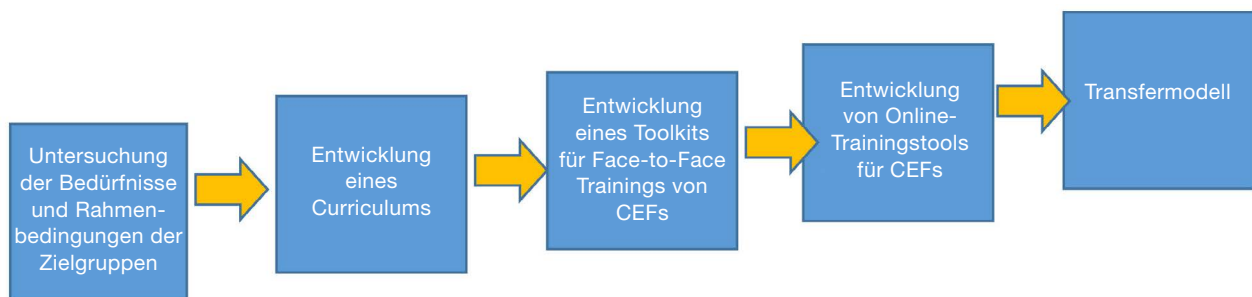 Untersuchung
der Bedürfnisse
und Rahmen-
bedingungen der
Zielgruppen
Entwicklung
eines
Curriculums
Entwicklung
eines Toolkits
für Face-to-Face
Trainings von
CEFs
Entwicklung
von Online-
Trainingstools
für CEFs
Transfermodell